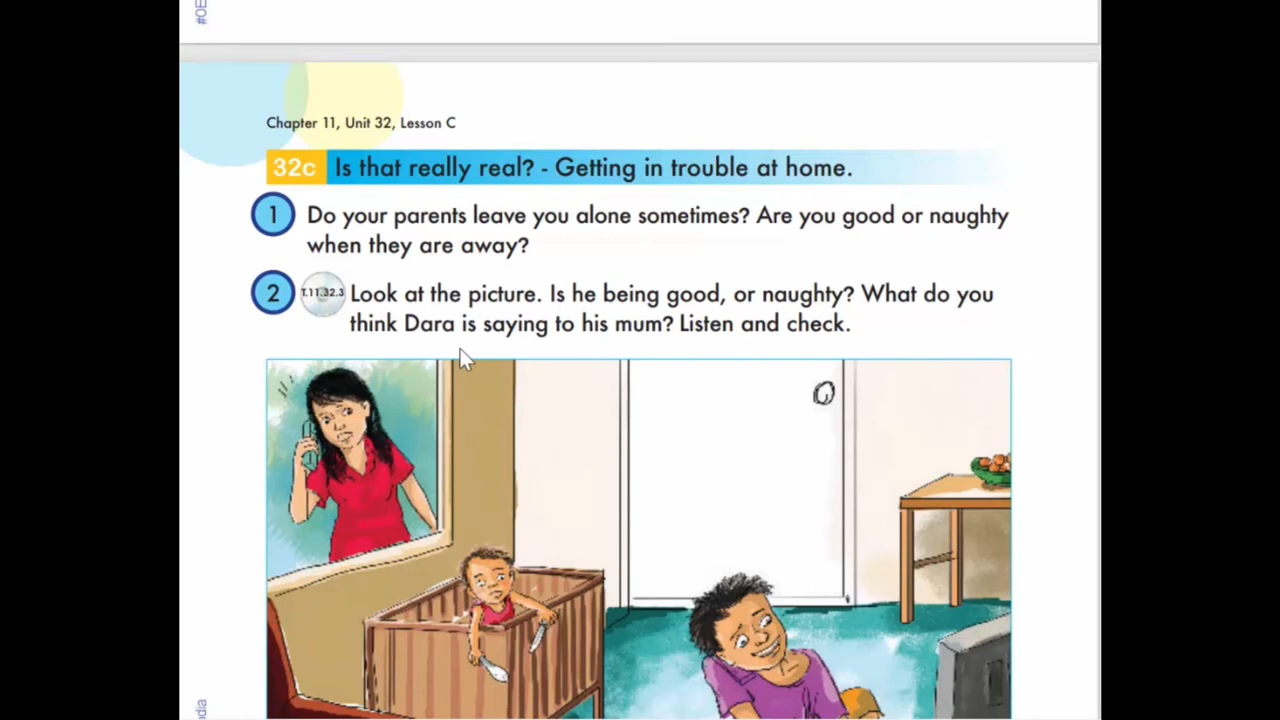 #0E
Chapter 11, Unit 32, Lesson C
32c Is that really real? - Getting in trouble at home.
1 Do your parents leave you alone sometimes? Are you good or naughty
when they are away?
2 T.11.32.3 Look at the picture. Is he being good, or naughty? What do you
think Dara is saying to his mum? Listen and check.
dia